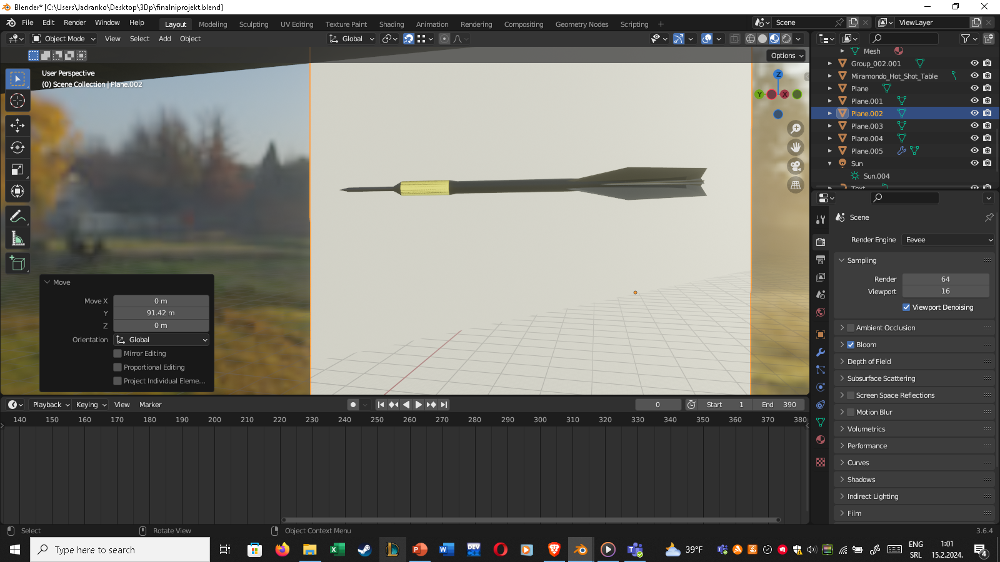 Blender* [C:\Users\Jadranko\Desktop\3Dp\finalniprojekt.blend]
File Edit Render Window Help Layout Modeling Sculpting UV Editing Texture Paint Shading Animation Rendering Compositing Geometry Nodes Scripting + Scene ViewLayer
Object Mode View Select Add Object Global
Options
User Perspective
(0) Scene Collection | Plane.002
Z
Y X
Mesh
Group_002.001
Miramondo_Hot_Shot_Table
Plane
Plane.001
Plane.002
Plane.003
Plane.004
Plane.005
Sun
Sun.004
Scene
Render Engine Eevee
Sampling
Render 64
Viewport 16
Viewport Denoising
Ambient Occlusion
Bloom
Depth of Field
Subsurface Scattering
Screen Space Reflections
Motion Blur
Volumetrics
Performance
Curves
Shadows
Indirect Lighting
Film
Move
Move X 0 m
Y 91.42 m
Z 0 m
Orientation Global
Mirror Editing
Proportional Editing
Project Individual Eleme...
Playback Keying View Marker 0 Start 1 End 390
140 150 160 170 180 190 200 210 220 230 240 250 260 270 280 290 300 310 320 330 340 350 360 370 380
Select Rotate View Object Context Menu 3.6.4
Type here to search
DEV
39°F
ENG
SRL
1:01
15.2.2024.
4